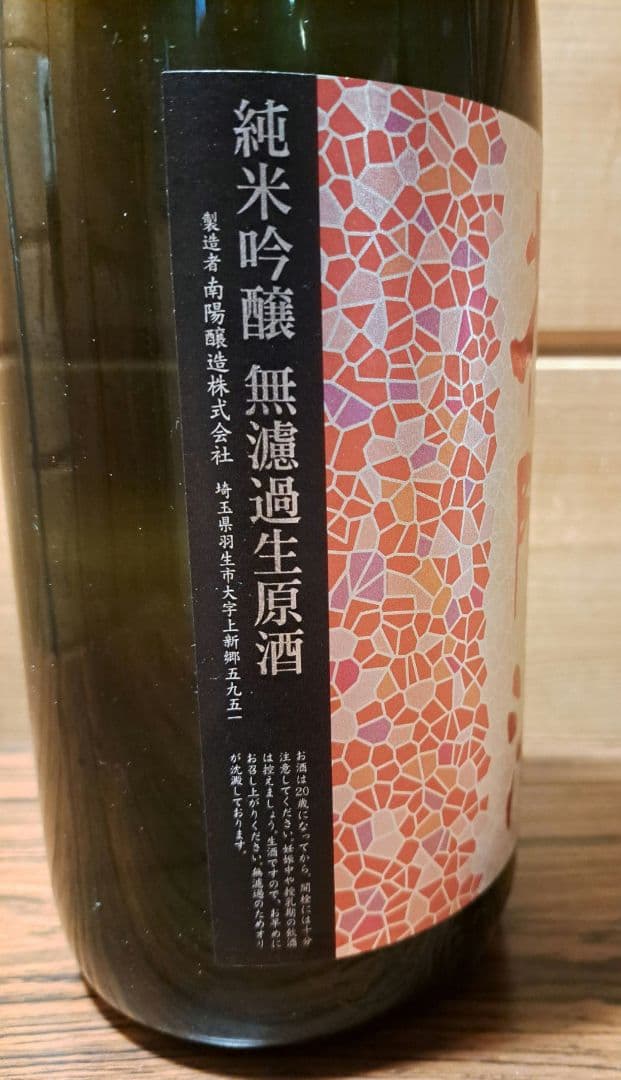 純米吟醸 無濾過生原酒
製造者 南陽醸造株式会社 埼玉県羽生市大字上新郷五九五一
お酒は20歳になってから。開栓には十分
注意してください。妊娠中や授乳期の飲酒
は控えましょう。生酒ですので、お早めに
お召し上がりください。無濾過のためオリ
が沈澱しております。